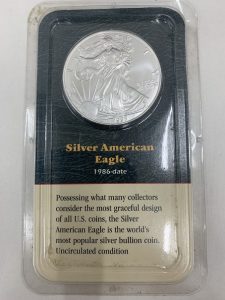 Silver American
Eagle
1986-date
Possessing what many collectors
consider the most graceful design
of all U.S. coins, the Silver
American Eagle is the world's
most popular silver bullion coin.
Uncirculated condition